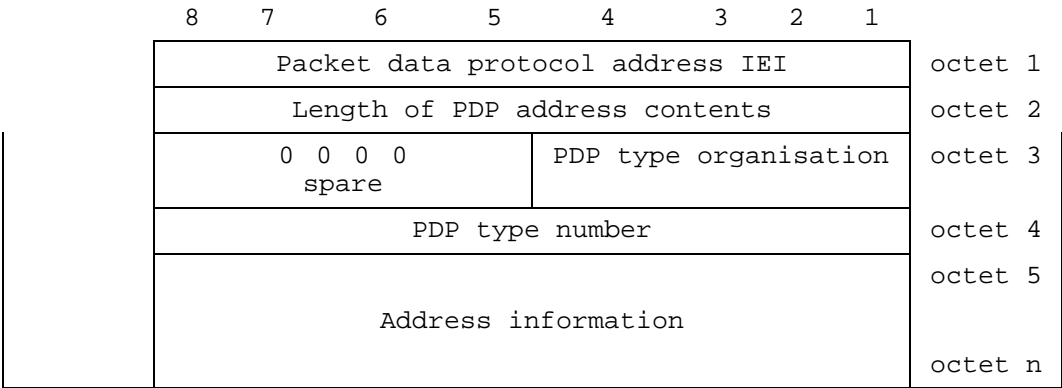 8 7 6 5 4 3 2 1
Packet data protocol address IEI octet 1
Length of PDP address contents octet 2
0 0 0 0 PDP type organisation octet 3
spare
PDP type number octet 4
octet 5
Address information
octet n